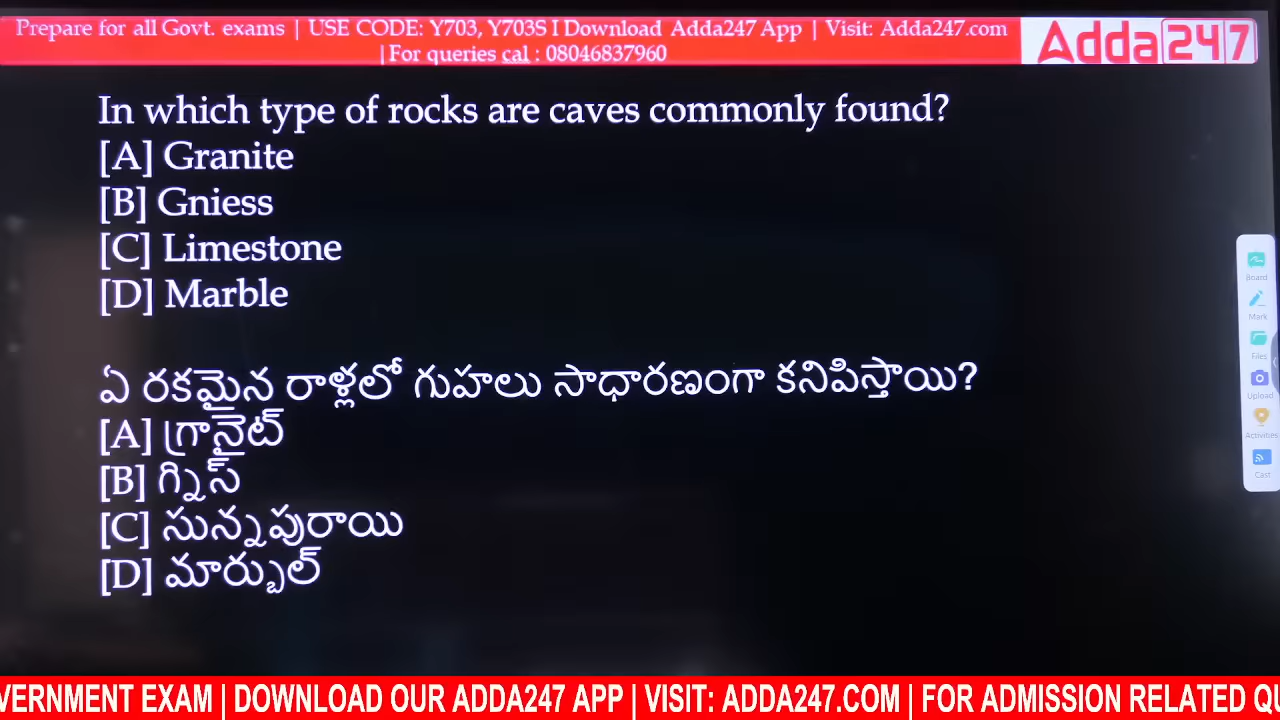 Prepare for all Govt. exams | USE CODE: Y703, Y703S I Download Adda247 App | Visit: Adda247.com
|For queries cal : 08046837960
Adda247
In which type of rocks are caves commonly found?
[A] Granite
[B] Gniess
[C] Limestone
[D] Marble
ఏ రకమైన రాళ్లలో గుహలు సాధారణంగా కనిపిస్తాయి?
[A] గ్రానైట్
[B] గ్నిస్
[C] సున్నపురాయి
[D] మార్బుల్
Board
Mark
Files
Upload
Activities
Cast
VERNMENT EXAM | DOWNLOAD OUR ADDA247 APP | VISIT: ADDA247.COM | FOR ADMISSION RELATED QU